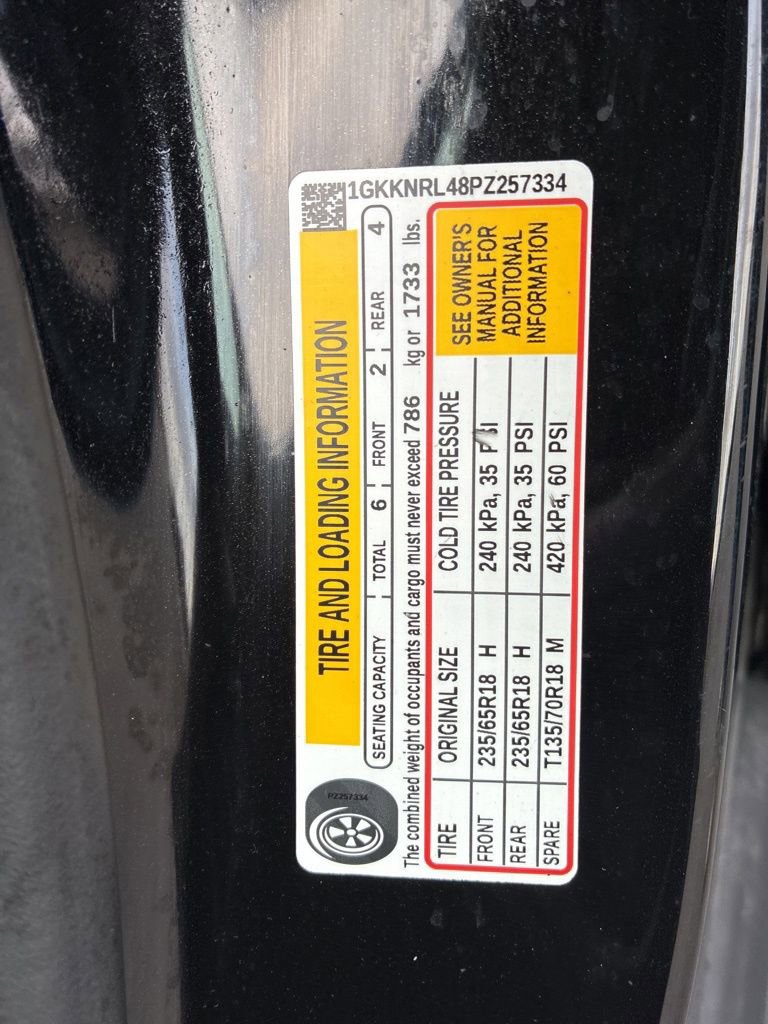 1GKKNRL48PZ257334
TIRE AND LOADING INFORMATION
PZ257334
SEATING CAPACITY TOTAL 6 FRONT 2 REAR 4
The combined weight of occupants and cargo must never exceed 786 kg or 1733 lbs.
TIRE ORIGINAL SIZE COLD TIRE PRESSURE
FRONT 235/65R18 H 240 kPa, 35 PSI
REAR 235/65R18 H 240 kPa, 35 PSI
SPARE T135/70R18 M 420 kPa, 60 PSI
SEE OWNER'S
MANUAL FOR
ADDITIONAL
INFORMATION